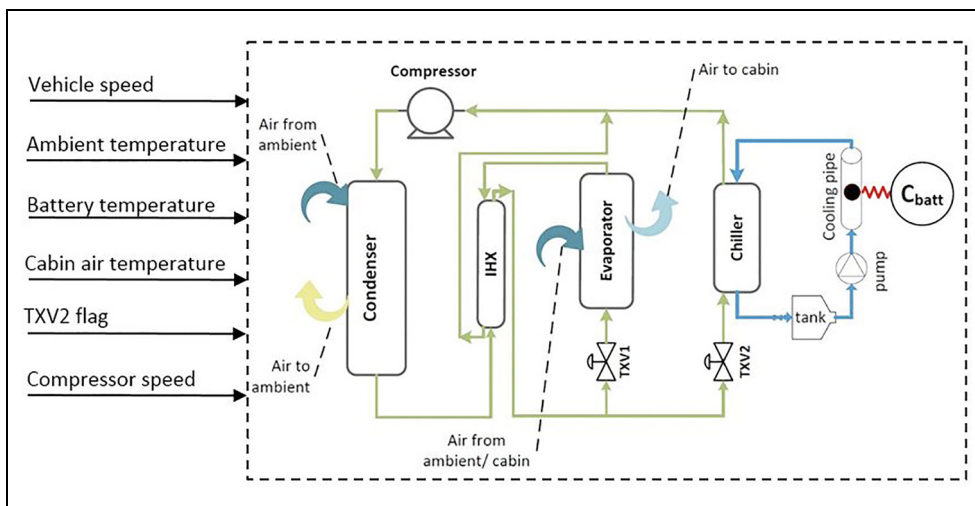 Vehicle speed
Ambient temperature
Battery temperature
Cabin air temperature
TXV2 flag
Compressor speed
Compressor
Air from
ambient
Air to cabin
Condenser
IHX
Evaporator
Chiller
Cooling pipe
C batt
pump
tank
TXV1
TXV2
Air to
ambient
Air from
ambient/ cabin